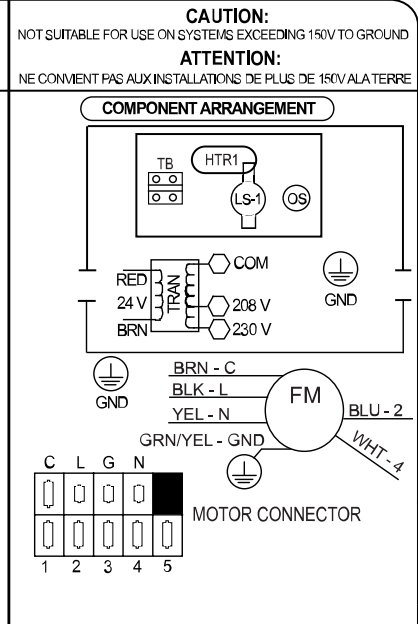 CAUTION:
NOT SUITABLE FOR USE ON SYSTEMS EXCEEDING 150V TO GROUND
ATTENTION:
NE CONVIENT PAS AUX INSTALLATIONS DE PLUS DE 150V ALA TERRE
COMPONENT ARRANGEMENT
TB
HTR1
LS-1
OS
RED
24 V
BRN
TRAN
COM
208 V
230 V
GND
GND
BRN - C
BLK - L
YEL - N
GRN/YEL - GND
FM
BLU - 2
WHT - 4
C L G N
MOTOR CONNECTOR
1 2 3 4 5